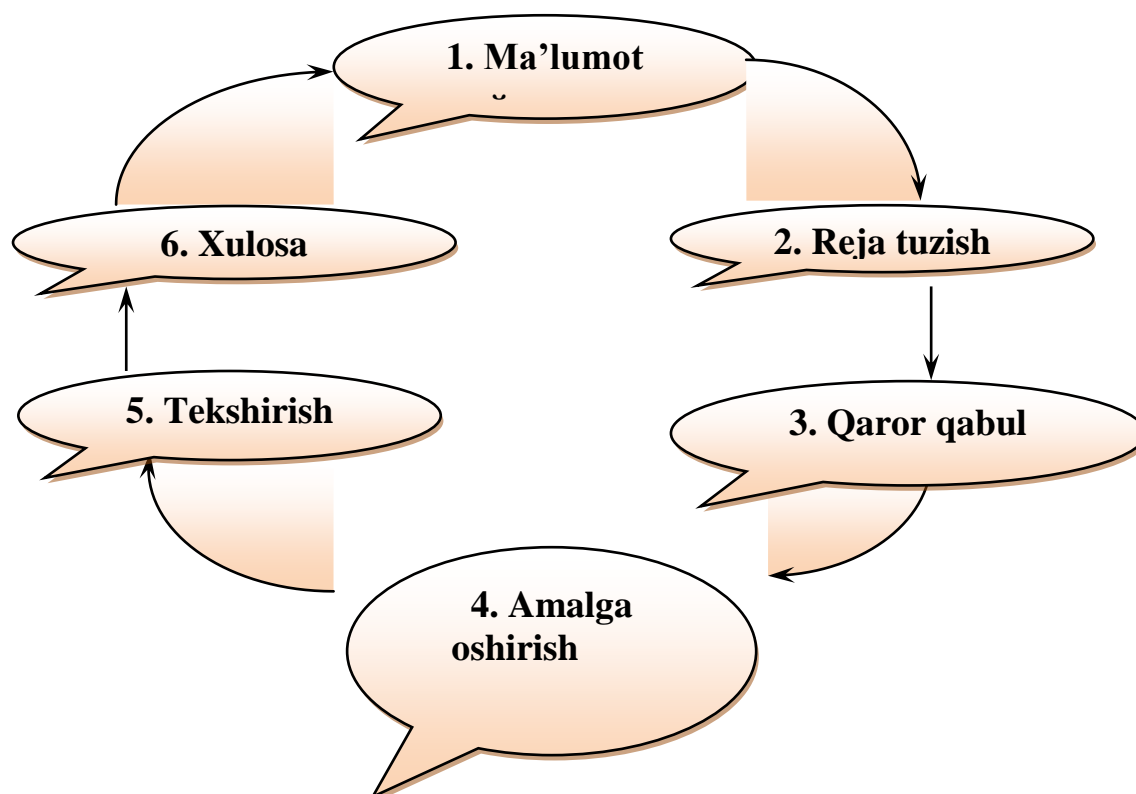 1. Ma’lumot
2. Reja tuzish
3. Qaror qabul
4. Amalga
oshirish
5. Tekshirish
6. Xulosa